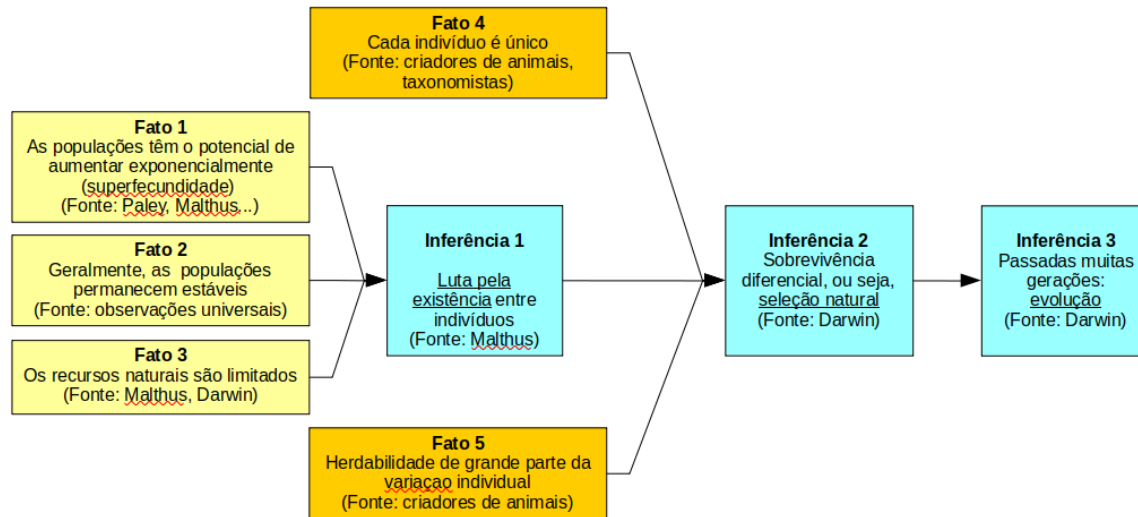 Fato 4
Cada indivíduo é único
(Fonte: criadores de animais,
taxonomistas)
Fato 1
As populações têm o potencial de
aumentar exponencialmente
(superfecundidade)
(Fonte: Paley, Malthus...)
Fato 2
Geralmente, as populações
permanecem estáveis
(Fonte: observações universais)
Fato 3
Os recursos naturais são limitados
(Fonte: Malthus, Darwin)
Inferência 1
Luta pela
existência entre
indivíduos
(Fonte: Malthus)
Fato 5
Herdabilidade de grande parte da
variaçao individual
(Fonte: criadores de animais)
Inferência 2
Sobrevivência
diferencial, ou seja,
seleção natural
(Fonte: Darwin)
Inferência 3
Passadas muitas
gerações:
evolução
(Fonte: Darwin)